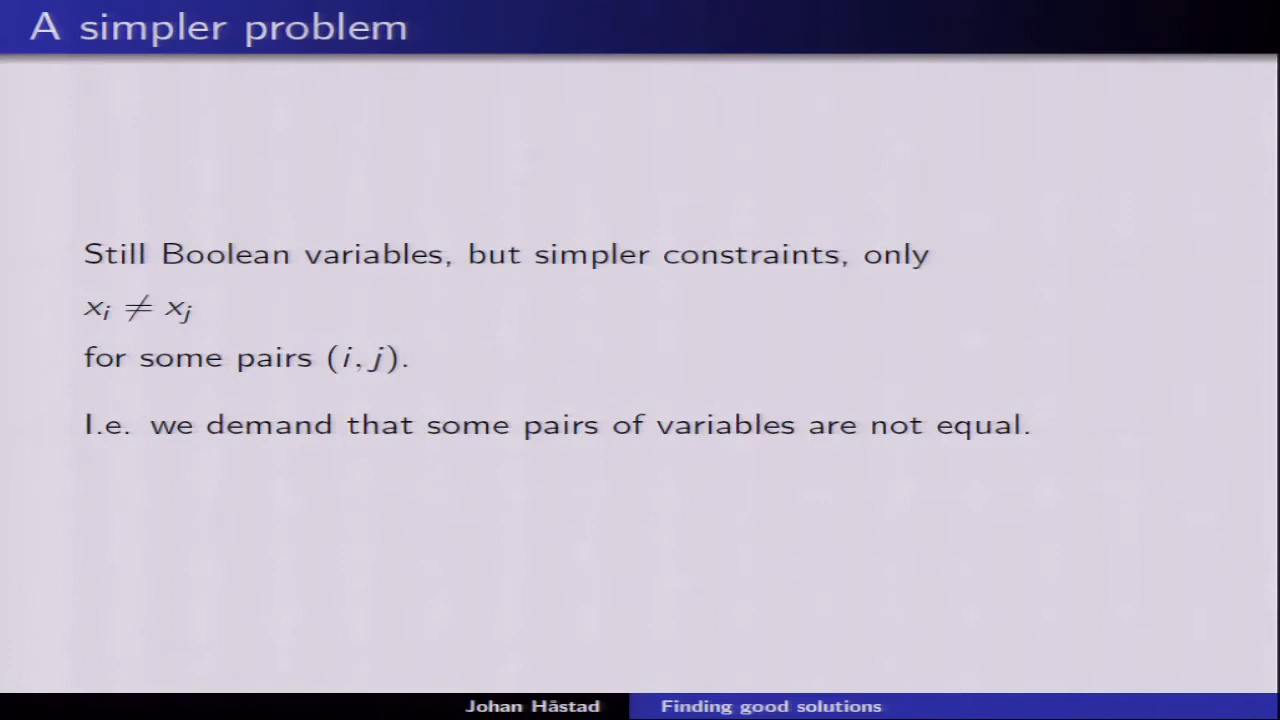 A simpler problem
Still Boolean variables, but simpler constraints, only
x_i ≠ x_j
for some pairs (i, j).
I.e. we demand that some pairs of variables are not equal.
Johan Håstad
Finding good solutions